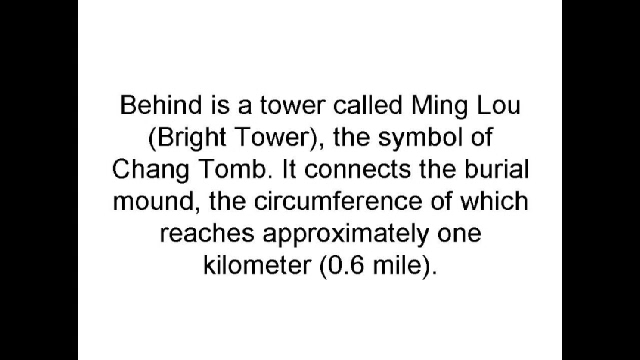 Behind is a tower called Ming Lou
(Bright Tower), the symbol of
Chang Tomb. It connects the burial
mound, the circumference of which
reaches approximately one
kilometer (0.6 mile).